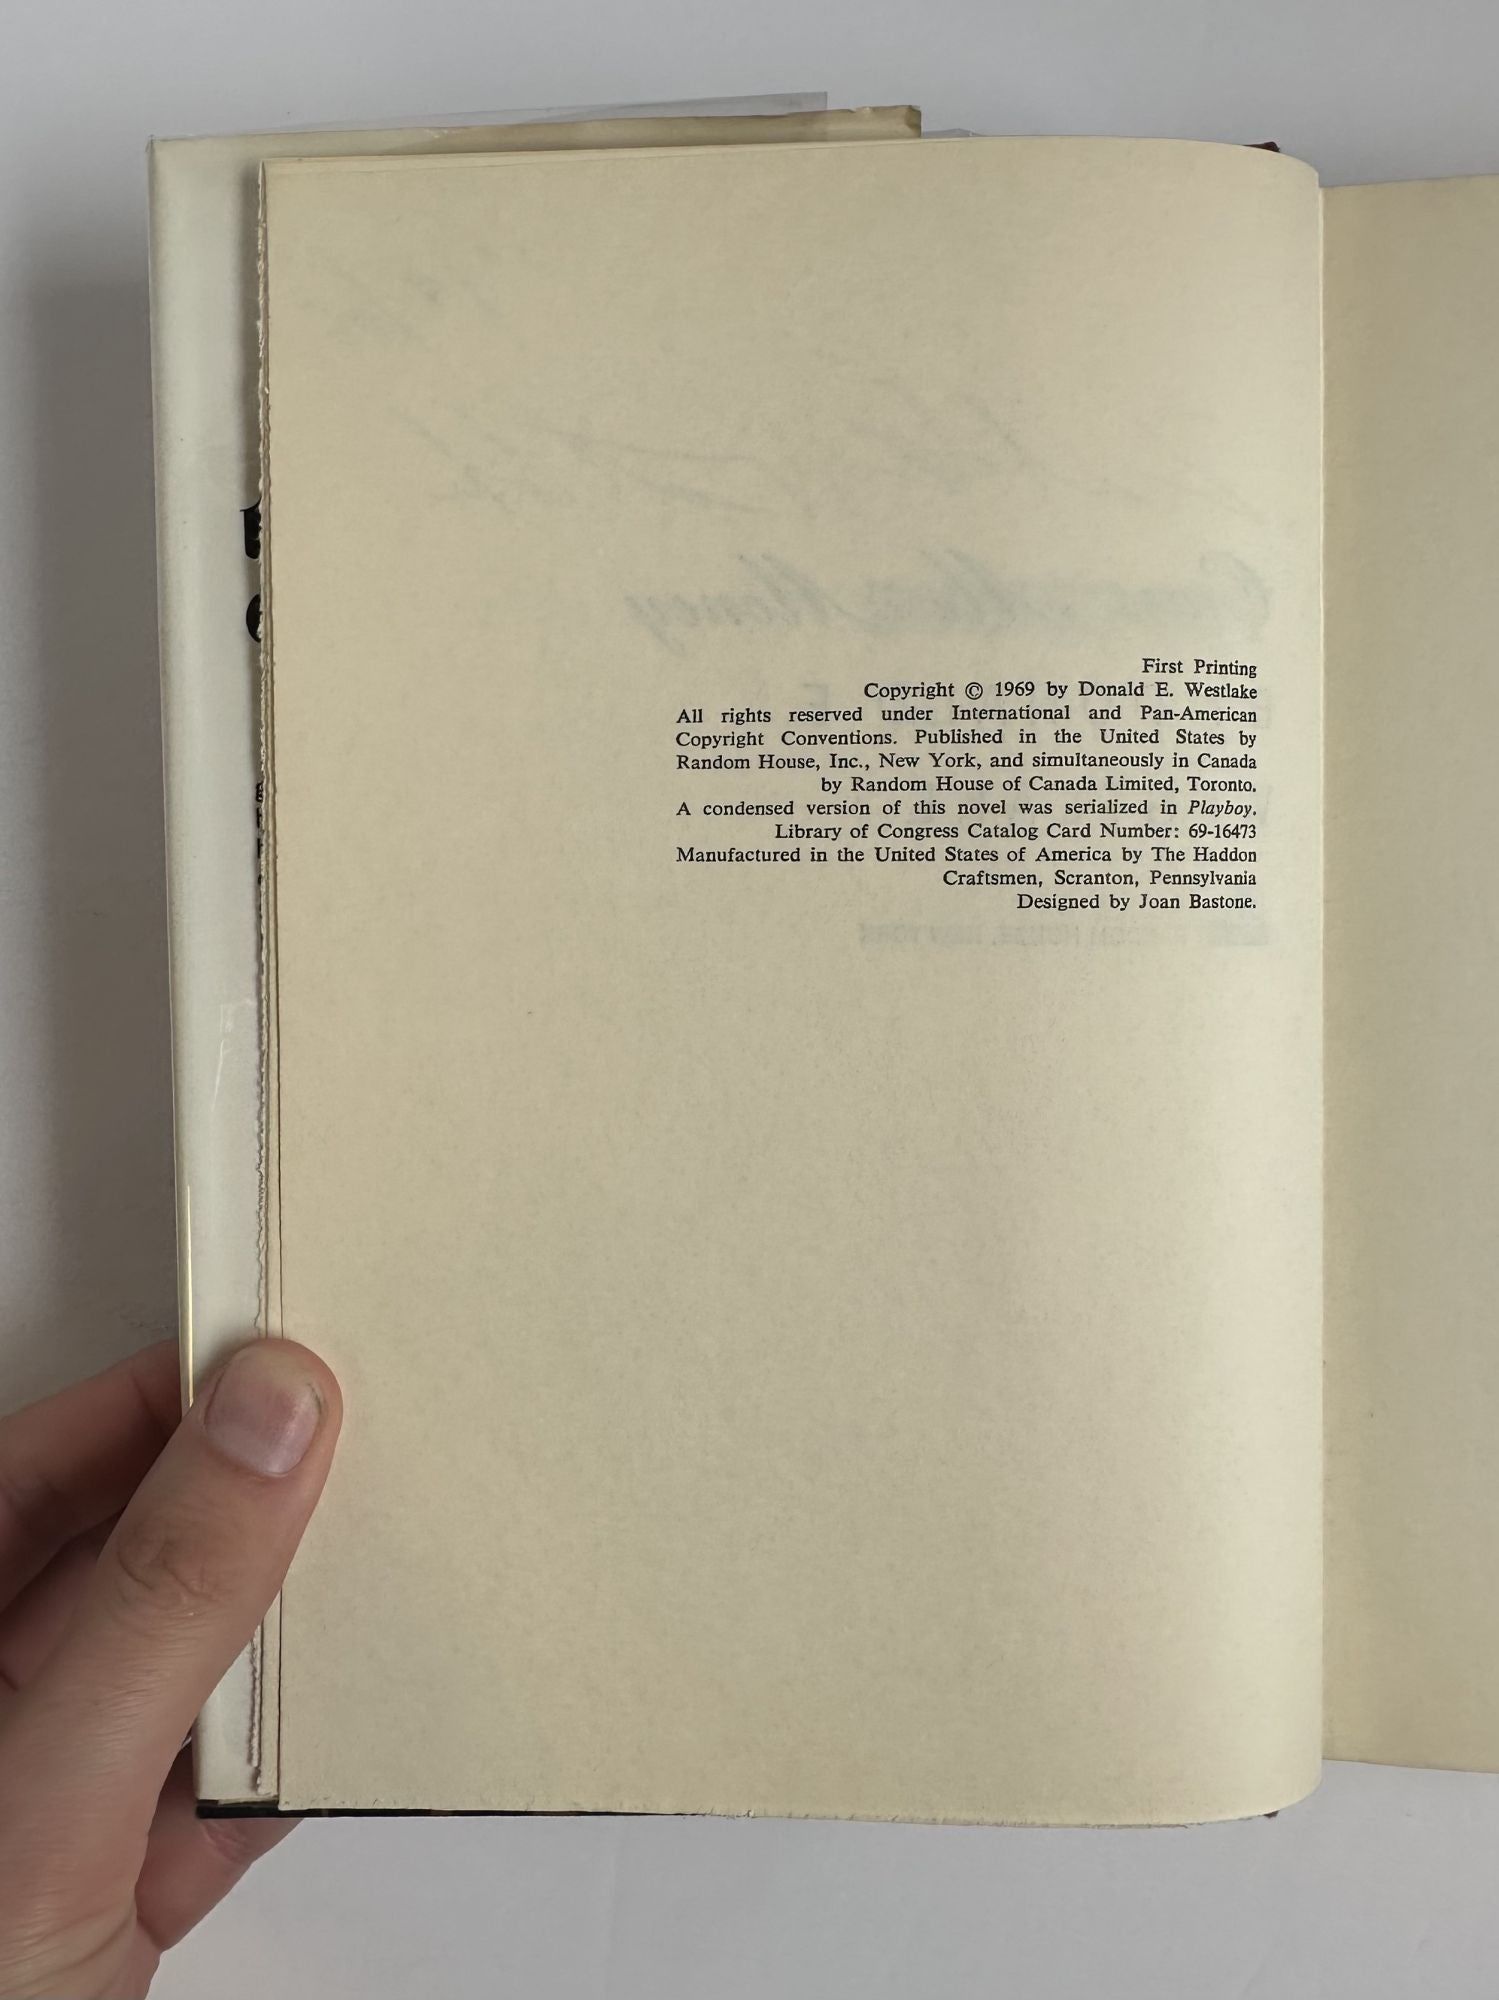 First Printing
Copyright © 1969 by Donald E. Westlake
All rights reserved under International and Pan-American
Copyright Conventions. Published in the United States by
Random House, Inc., New York, and simultaneously in Canada
by Random House of Canada Limited, Toronto.
A condensed version of this novel was serialized in Playboy.
Library of Congress Catalog Card Number: 69-16473
Manufactured in the United States of America by The Haddon
Craftsmen, Scranton, Pennsylvania
Designed by Joan Bastone.